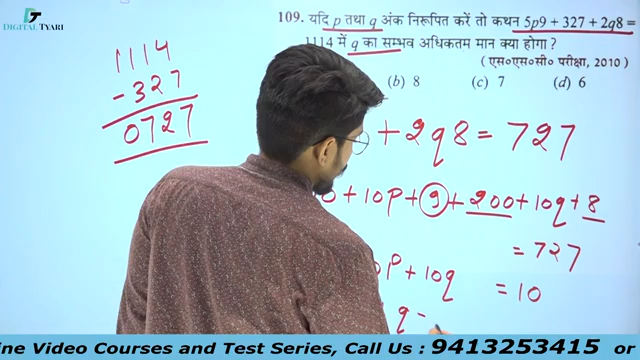 DT
DIGITAL TYARI
109. यदि p तथा q अंक निरूपित करें तो कथन 5p9 + 327 + 2q8 =
1114 में q का सम्भव अधिकतम मान क्या होगा ?
( एस०एस०सी० परीक्षा, 2010 )
(b) 8 (c) 7 (d) 6
1114
- 327
0727
+ 2q8 = 727
+ 10p + 9 + 200 + 10q + 8
= 727
p + 10q = 10
q =
ine Video Courses and Test Series, Call Us : 9413253415 or